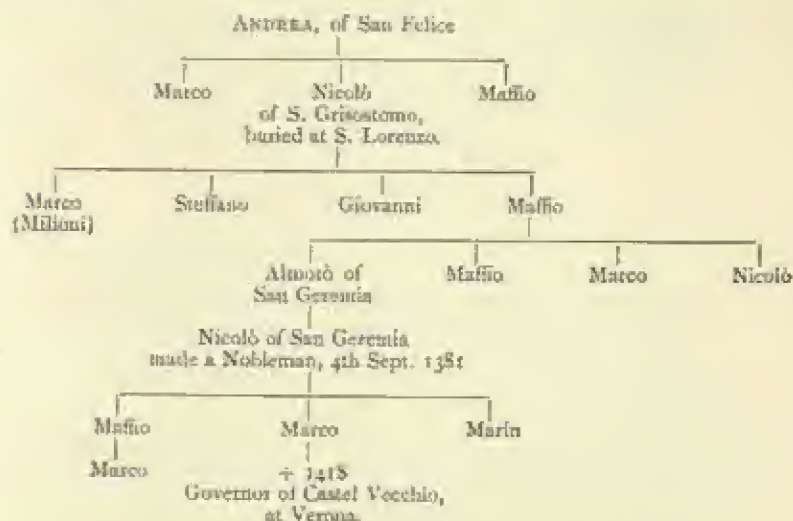 ANDREA, of San Felice
Marco Nicolò Maffio
of S. Grisostomo,
buried at S. Lorenzo.
Marco Steffano Giovanni Maffio
(Milioni)
Almorò of Maffio Marco Nicolò
San Geremia
Nicolò of San Geremia
made a Nobleman, 4th Sept. 1381
Maffio Marco Marin
Marco + 1418
Governor of Castel Vecchio,
at Verona.